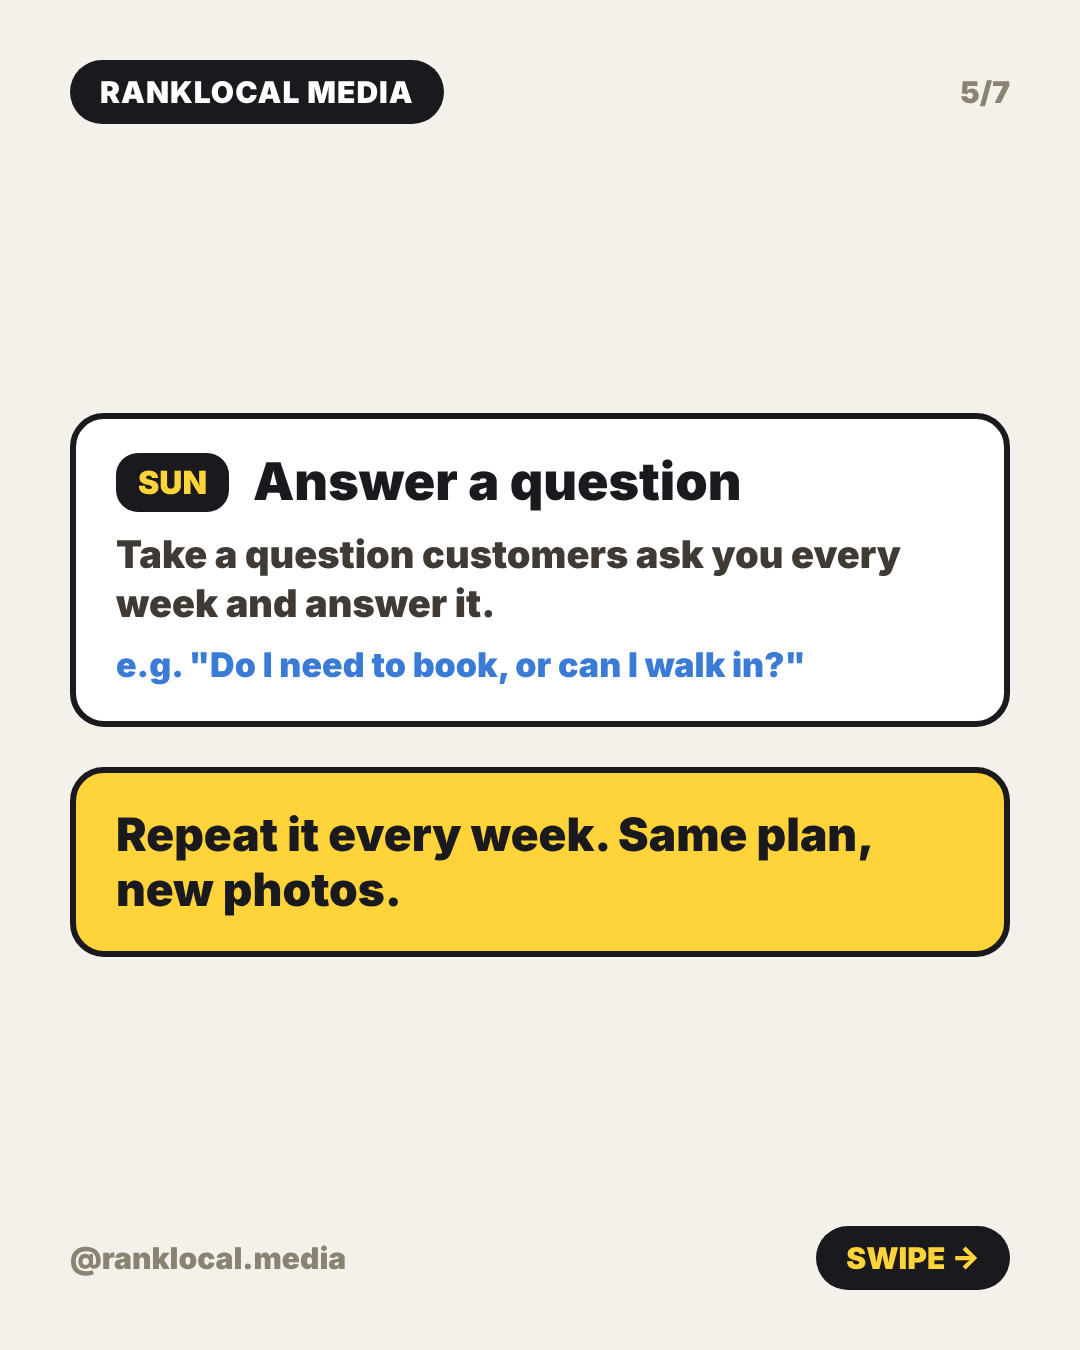 RANKLOCAL MEDIA
5/7
SUN Answer a question
Take a question customers ask you every
week and answer it.
e.g. "Do I need to book, or can I walk in?"
Repeat it every week. Same plan,
new photos.
@ranklocal.media
SWIPE →